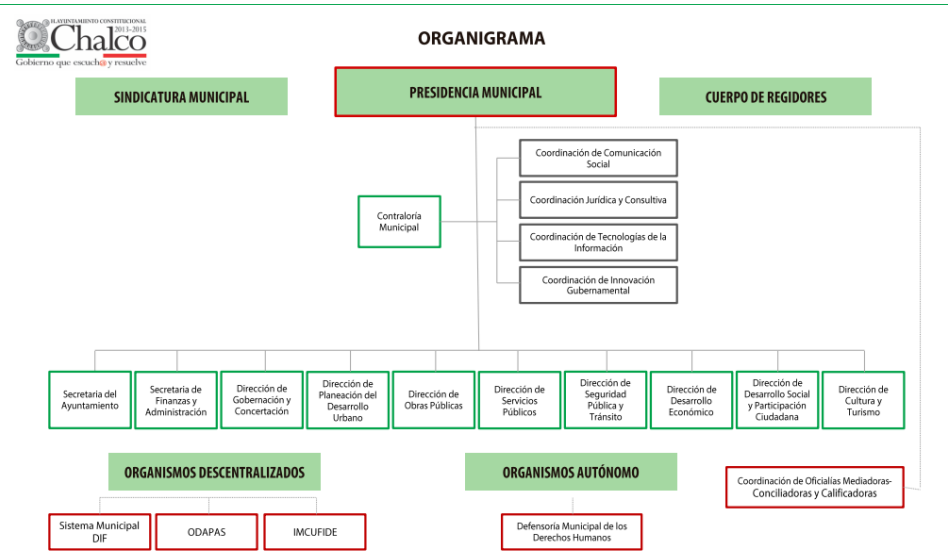 H. AYUNTAMIENTO CONSTITUCIONAL
2013-2015
Chalco
Gobierno que escuch@ y resuelve
ORGANIGRAMA
SINDICATURA MUNICIPAL
PRESIDENCIA MUNICIPAL
CUERPO DE REGIDORES
Coordinación de Comunicación
Social
Coordinación Jurídica y Consultiva
Contraloría
Municipal
Coordinación de Tecnologías de la
Información
Coordinación de Innovación
Gubernamental
Secretaría del
Ayuntamiento
Secretaría de
Finanzas y
Administración
Dirección de
Gobernación y
Concertación
Dirección de
Planeación del
Desarrollo
Urbano
Dirección de
Obras Públicas
Dirección de
Servicios
Públicos
Dirección de
Seguridad
Pública y
Tránsito
Dirección de
Desarrollo
Económico
Dirección de
Desarrollo Social
y Participación
Ciudadana
Dirección de
Cultura y
Turismo
ORGANISMOS DESCENTRALIZADOS
ORGANISMOS AUTÓNOMO
Coordinación de Oficialías Mediadoras-
Conciliadoras y Calificadoras
Sistema Municipal
DIF
ODAPAS
IMCUFIDE
Defensoría Municipal de los
Derechos Humanos